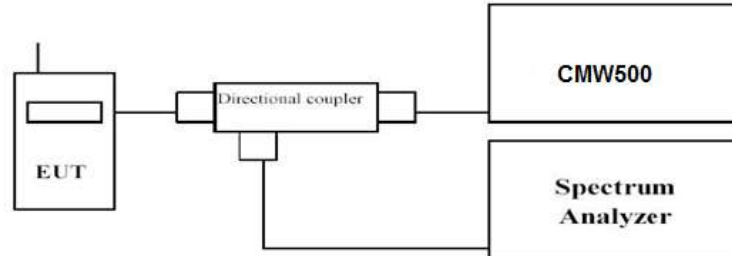 CMW500
Directional coupler
EUT
Spectrum
Analyzer